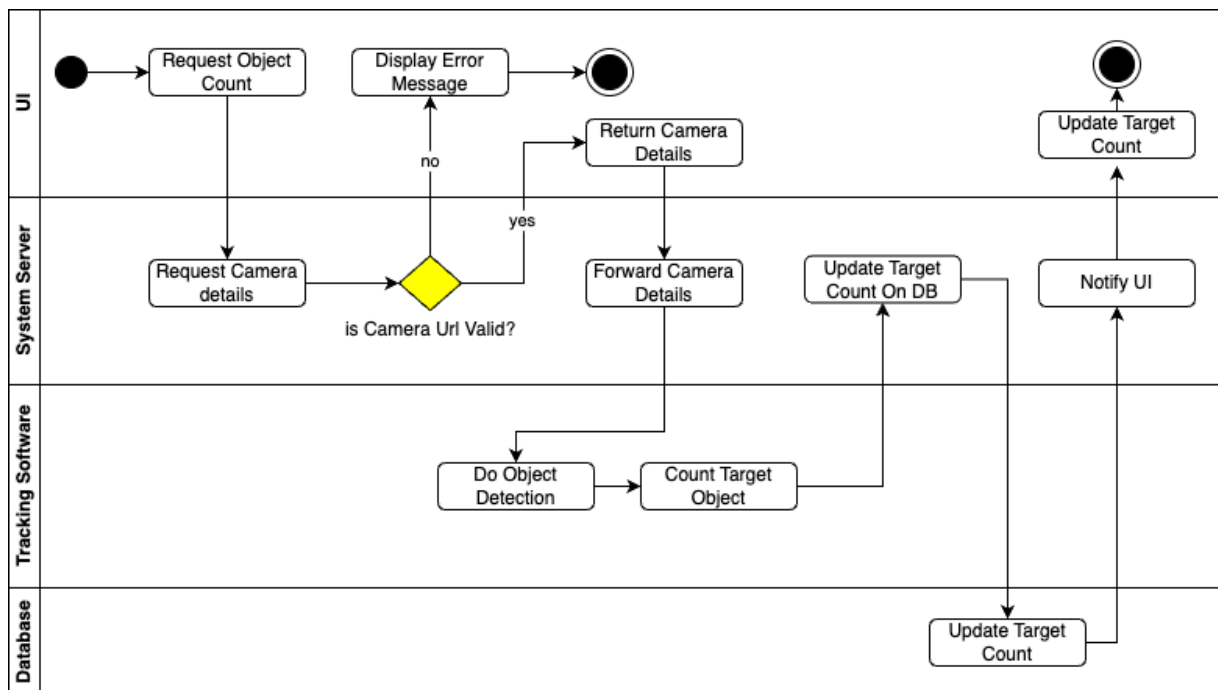 UI
Request Object
Count
Display Error
Message
Return Camera
Details
Update Target
Count
no
yes
System Server
Request Camera
details
is Camera Url Valid?
Forward Camera
Details
Update Target
Count On DB
Notify UI
Tracking Software
Do Object
Detection
Count Target
Object
Database
Update Target
Count